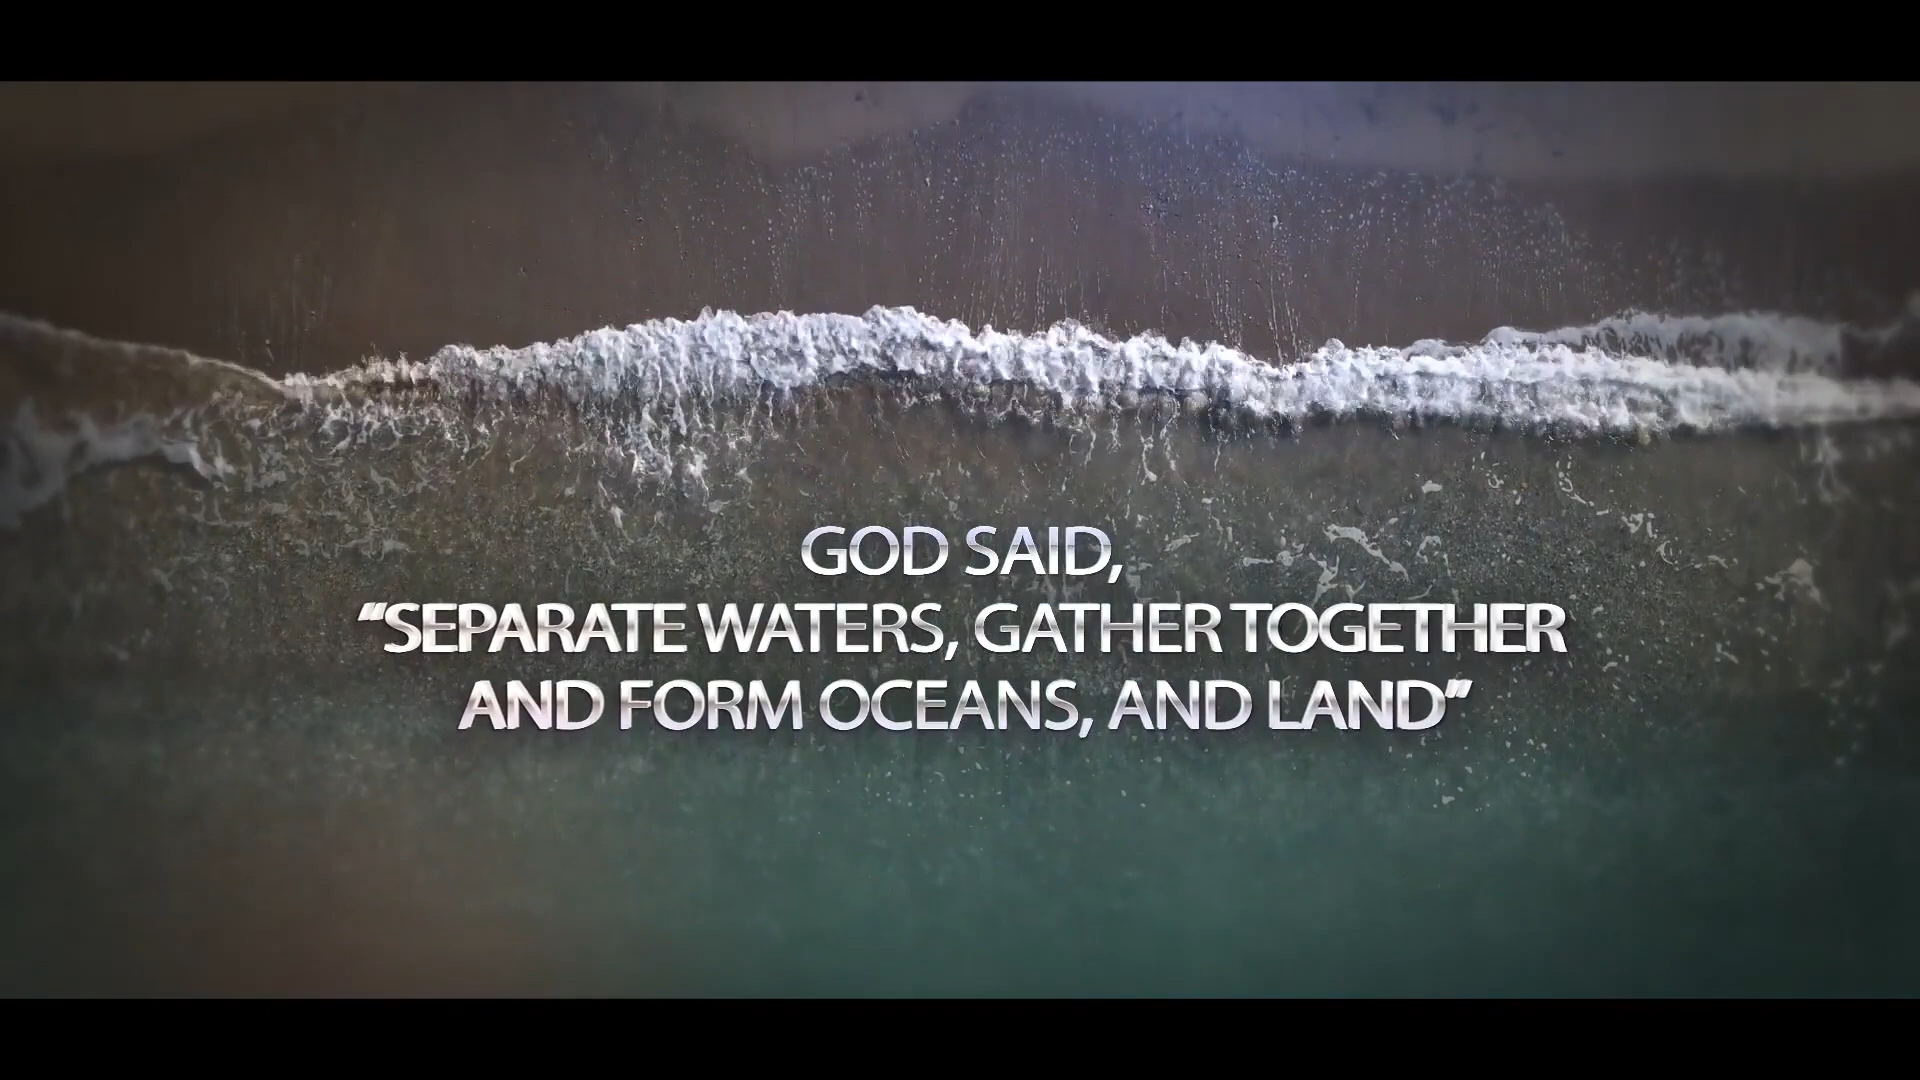 GOD SAID,
“SEPARATE WATERS, GATHER TOGETHER
AND FORM OCEANS, AND LAND”